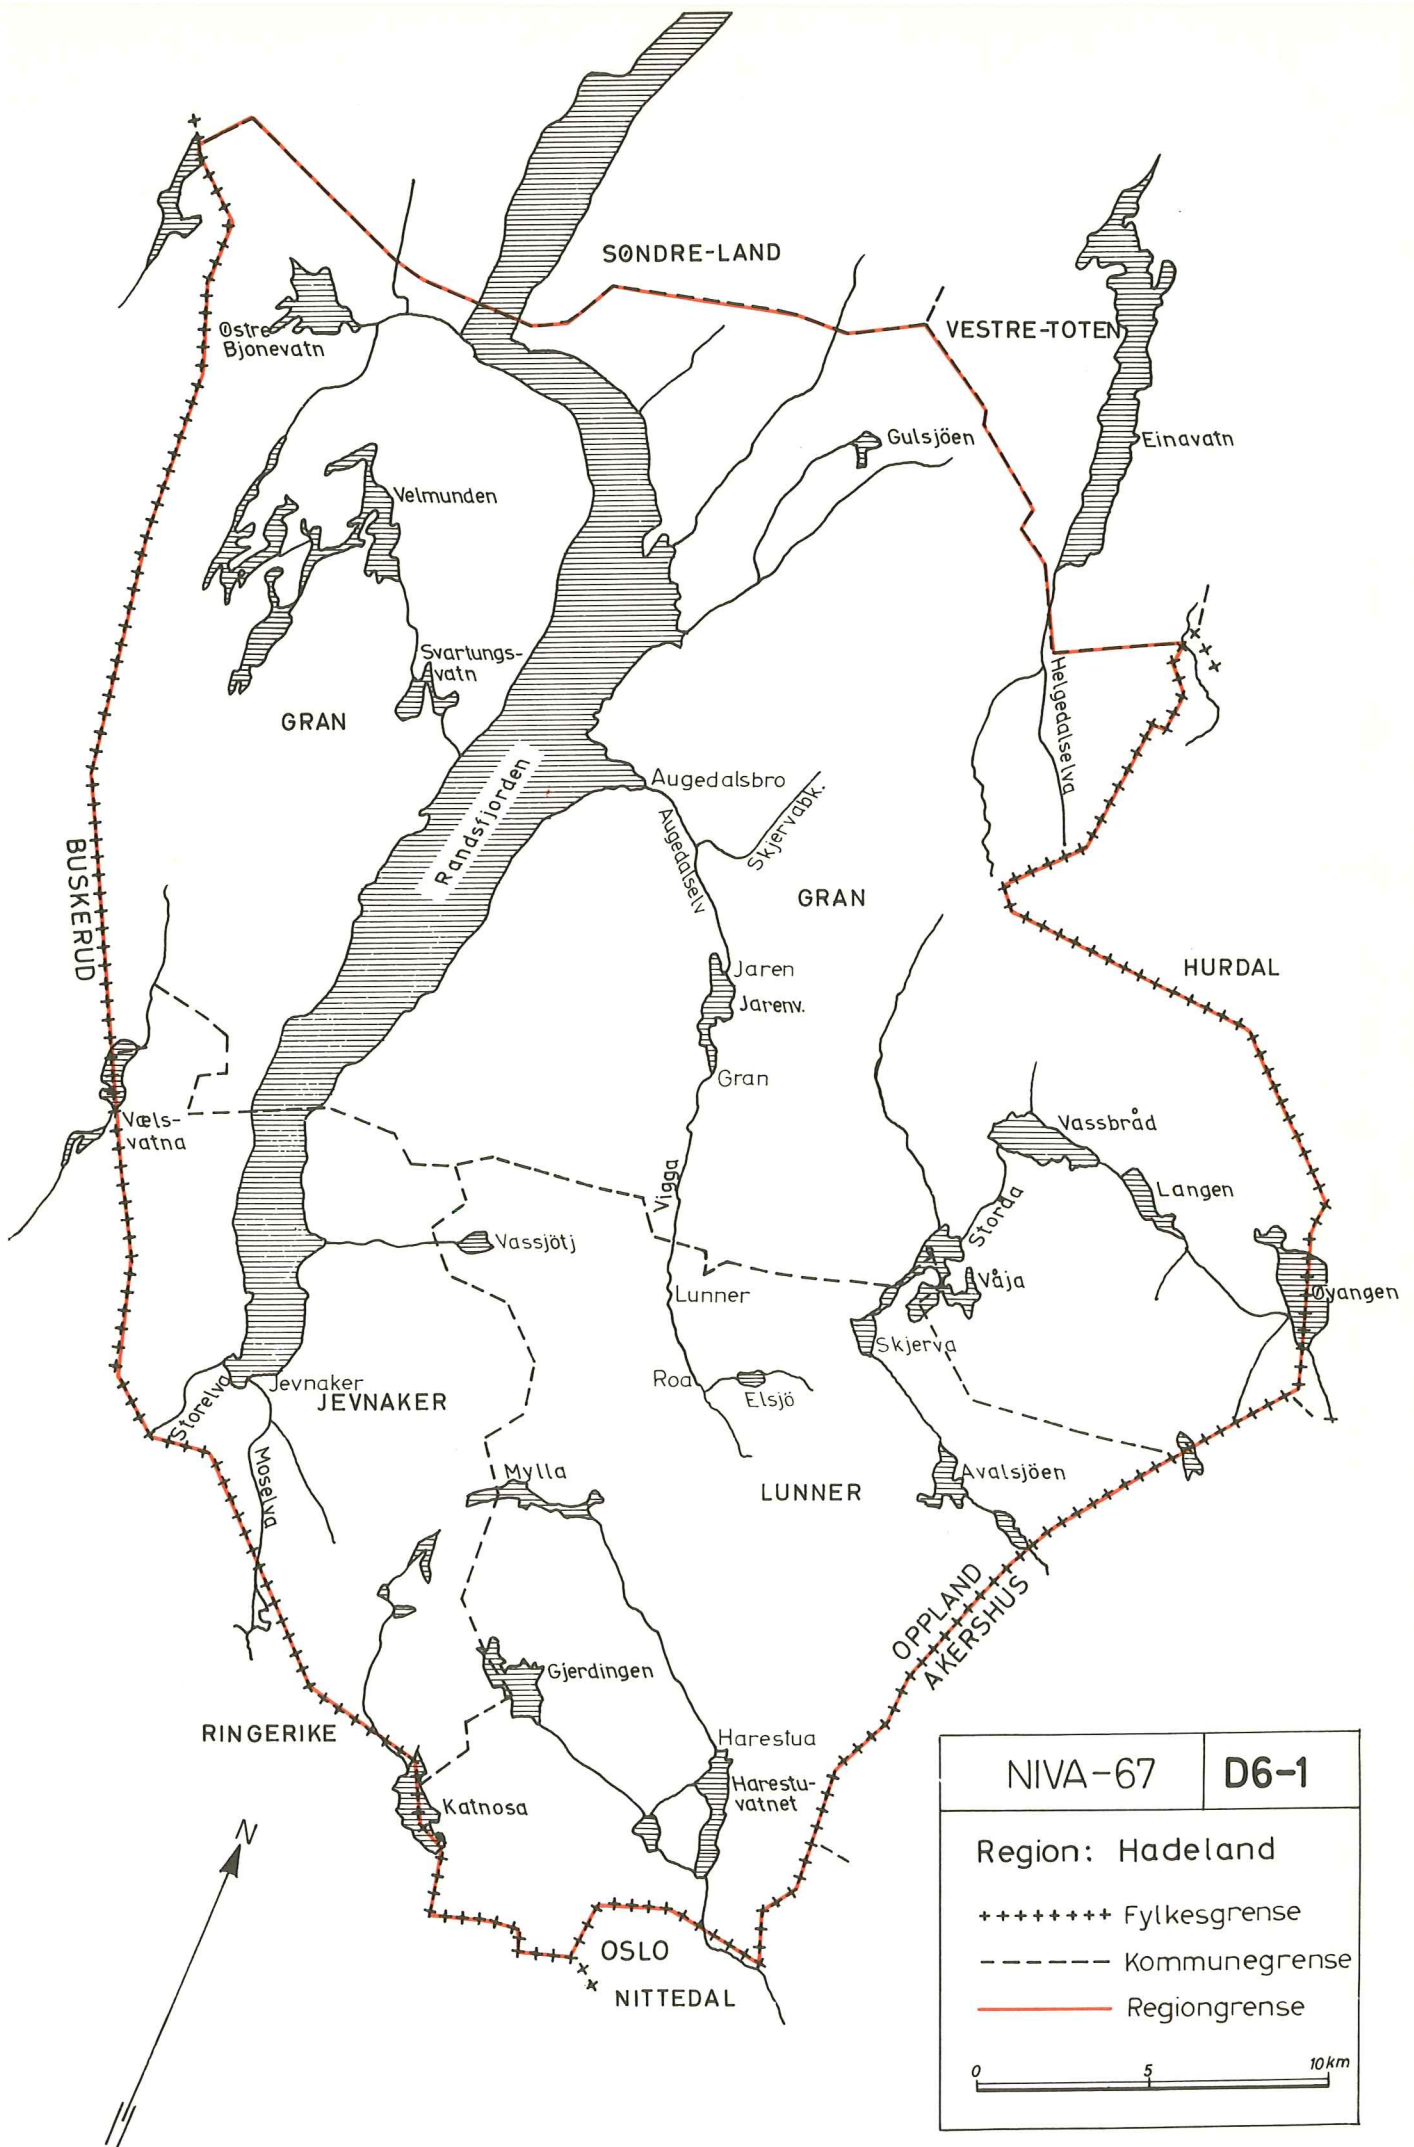 SØNDRE-LAND
Østre
Bjonevatn
VESTRE-TOTEN
Gulsjöen
Einavatn
Velmunden
Svartungs-
vatn
GRAN
Helgedalselva
Randsfjorden
Augedalsbro
Augedalselv
Skjervabk.
BUSKERUD
GRAN
Jaren
Jarenv.
HURDAL
Gran
Væls-
vatna
Vassbråd
Vigga
Langen
Storda
Vassjötj
Våja
Lunner
Øyangen
Skjerva
Storelva
Jevnaker
JEVNAKER
Roa
Elsjö
Moselva
Mylla
LUNNER
Avalsjöen
OPPLAND
AKERSHUS
Gjerdingen
RINGERIKE
Harestua
Harestu-
vatnet
Katnosa
N
OSLO
NITTEDAL
NIVA-67
D6-1
Region: Hadeland
Fylkesgrense
Kommunegrense
Regiongrense
0 5 10km